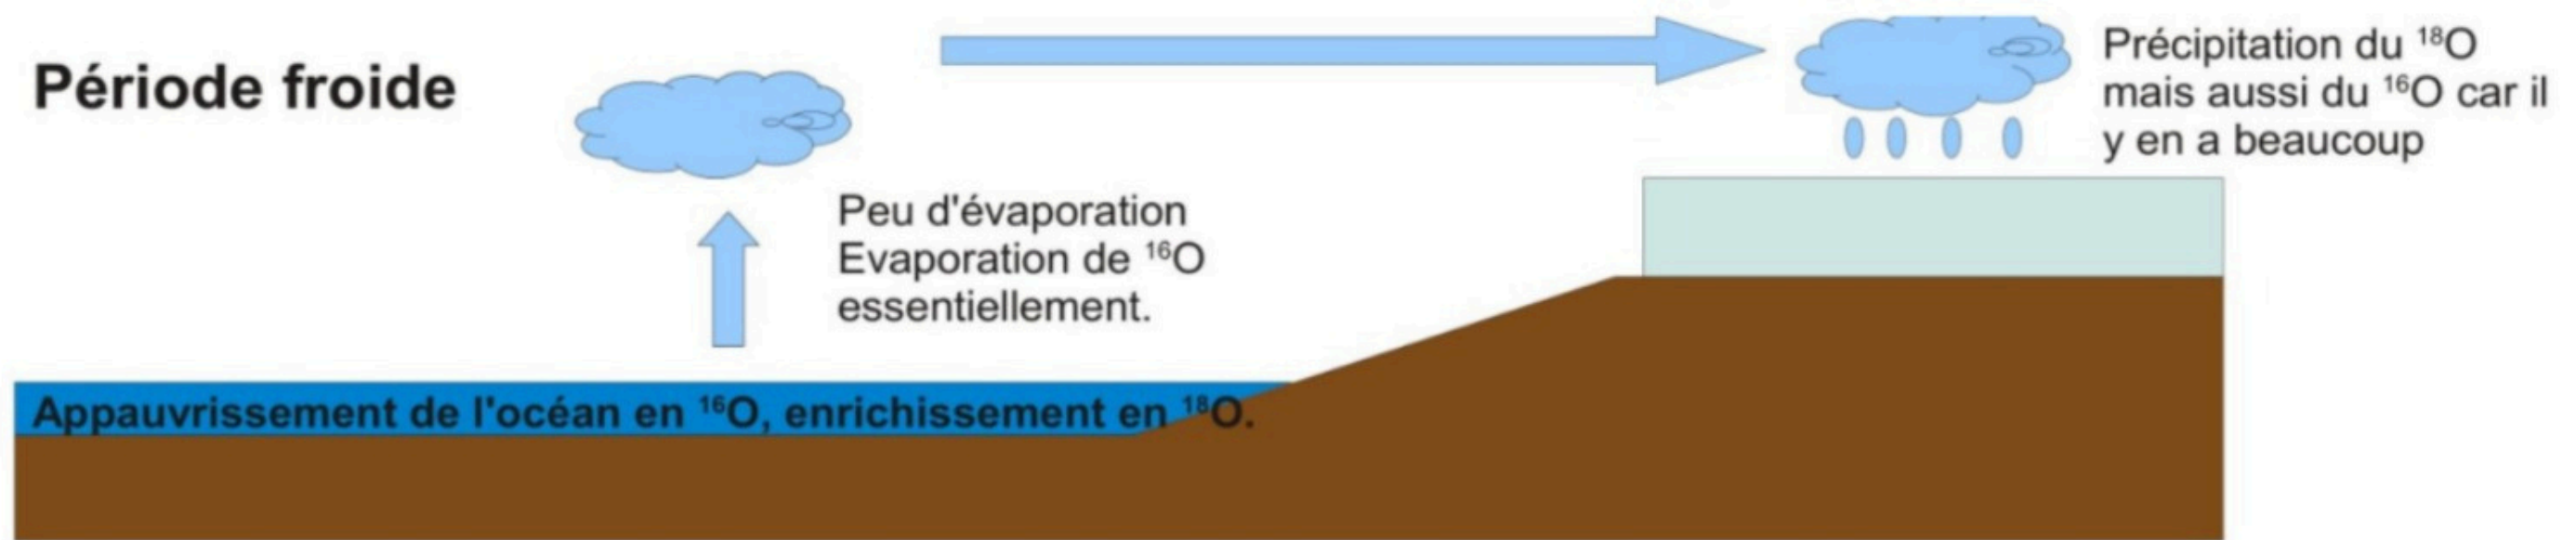 Période froide
Précipitation du ¹⁸O
mais aussi du ¹⁶O car il
y en a beaucoup
Peu d'évaporation
Evaporation de ¹⁶O
essentiellement.
Appauvrissement de l'océan en ¹⁶O, enrichissement en ¹⁸O.